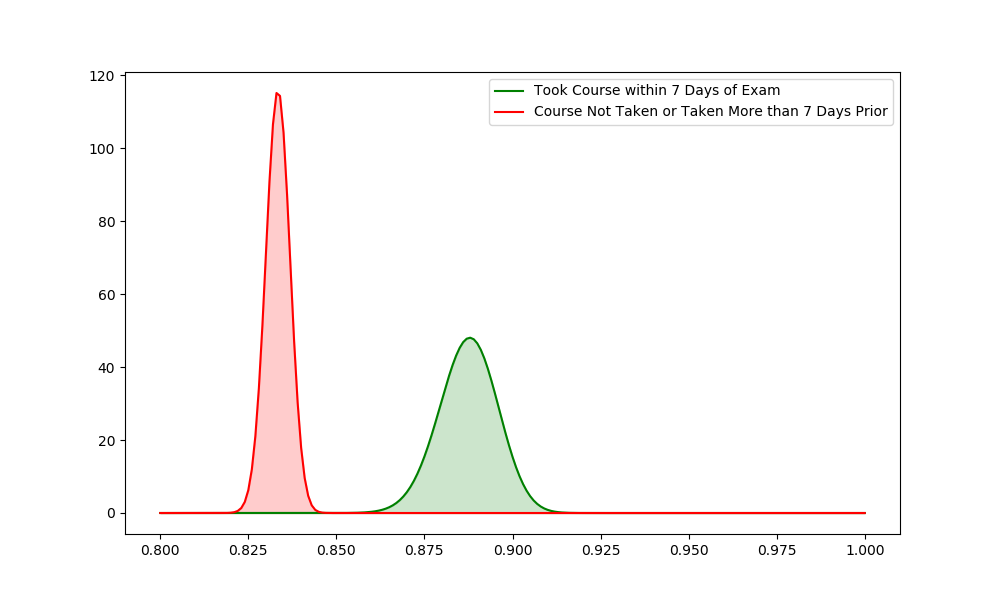 Took Course within 7 Days of Exam
Course Not Taken or Taken More than 7 Days Prior
120
100
80
60
40
20
0
0.800 0.825 0.850 0.875 0.900 0.925 0.950 0.975 1.000